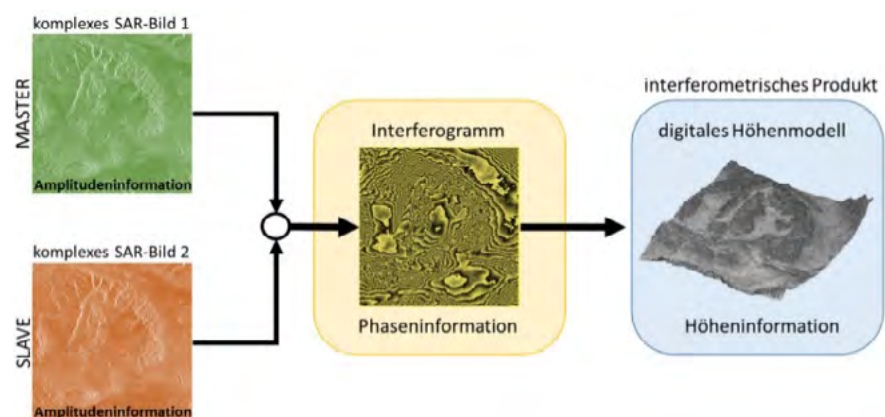 komplexes SAR-Bild 1
MASTER
Amplitudeninformation
komplexes SAR-Bild 2
SLAVE
Amplitudeninformation
Interferogramm
Phaseninformation
interferometrisches Produkt
digitales Höhenmodell
Höheninformation